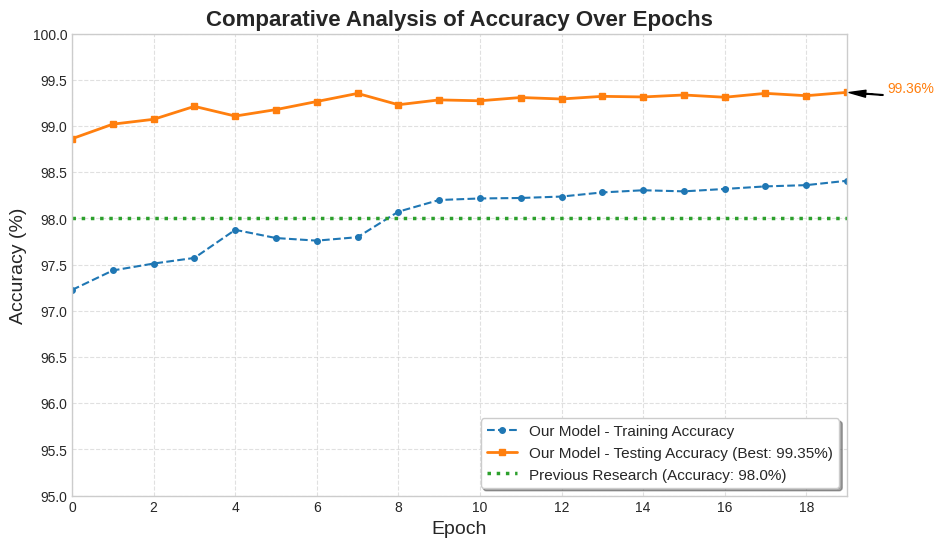 Comparative Analysis of Accuracy Over Epochs
100.0
99.5
99.0
98.5
98.0
97.5
97.0
96.5
96.0
95.5
95.0
Accuracy (%)
99.36%
Our Model - Training Accuracy
Our Model - Testing Accuracy (Best: 99.35%)
Previous Research (Accuracy: 98.0%)
0 2 4 6 8 10 12 14 16 18
Epoch